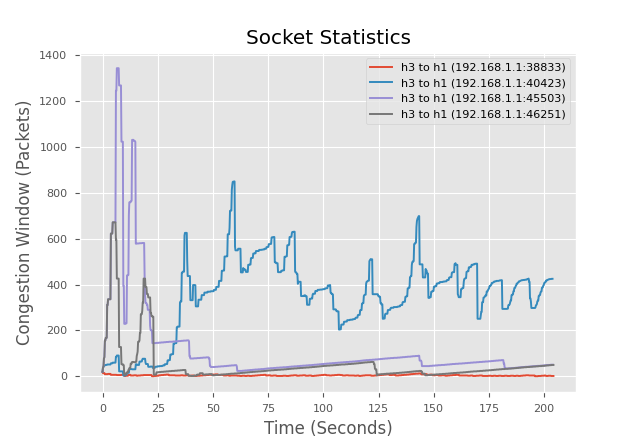 Socket Statistics
h3 to h1 (192.168.1.1:38833)
h3 to h1 (192.168.1.1:40423)
h3 to h1 (192.168.1.1:45503)
h3 to h1 (192.168.1.1:46251)
Congestion Window (Packets)
1400
1200
1000
800
600
400
200
0
0 25 50 75 100 125 150 175 200
Time (Seconds)